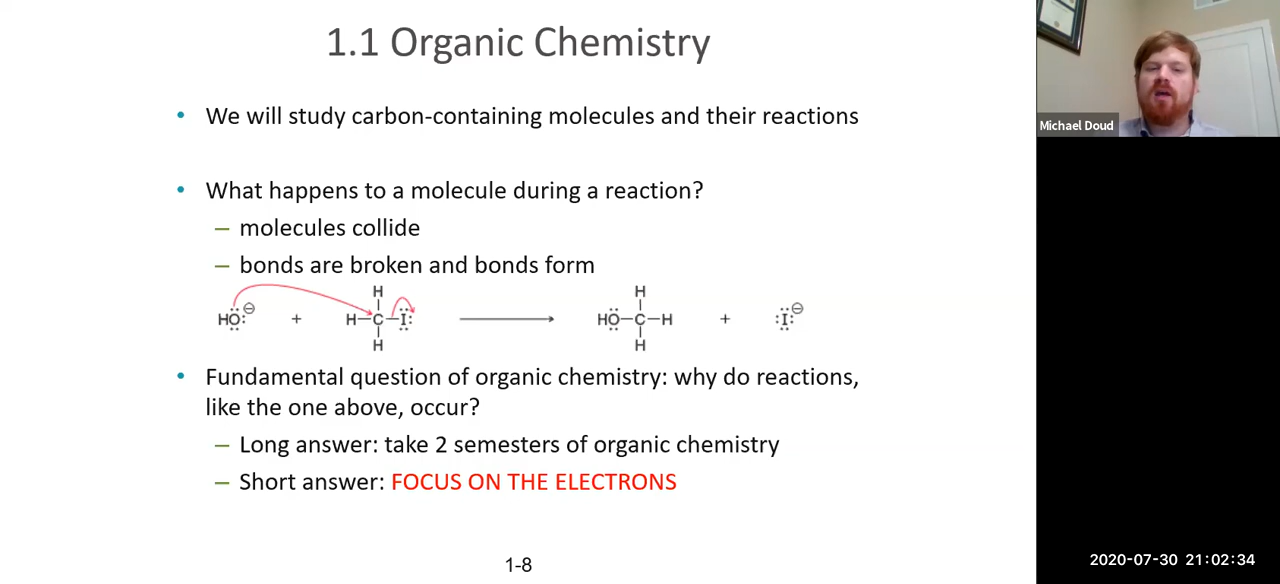 1.1 Organic Chemistry
• We will study carbon-containing molecules and their reactions
• What happens to a molecule during a reaction?
– molecules collide
– bonds are broken and bonds form
H H
HÖ:⊖ + H–C–I: ⟶ HÖ–C–H + :I:⊖
H H
• Fundamental question of organic chemistry: why do reactions,
like the one above, occur?
– Long answer: take 2 semesters of organic chemistry
– Short answer: FOCUS ON THE ELECTRONS
1-8
Michael Doud
2020-07-30 21:02:34